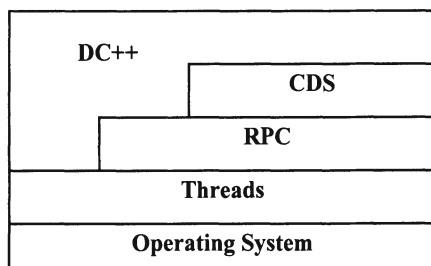 DC++
CDS
RPC
Threads
Operating System